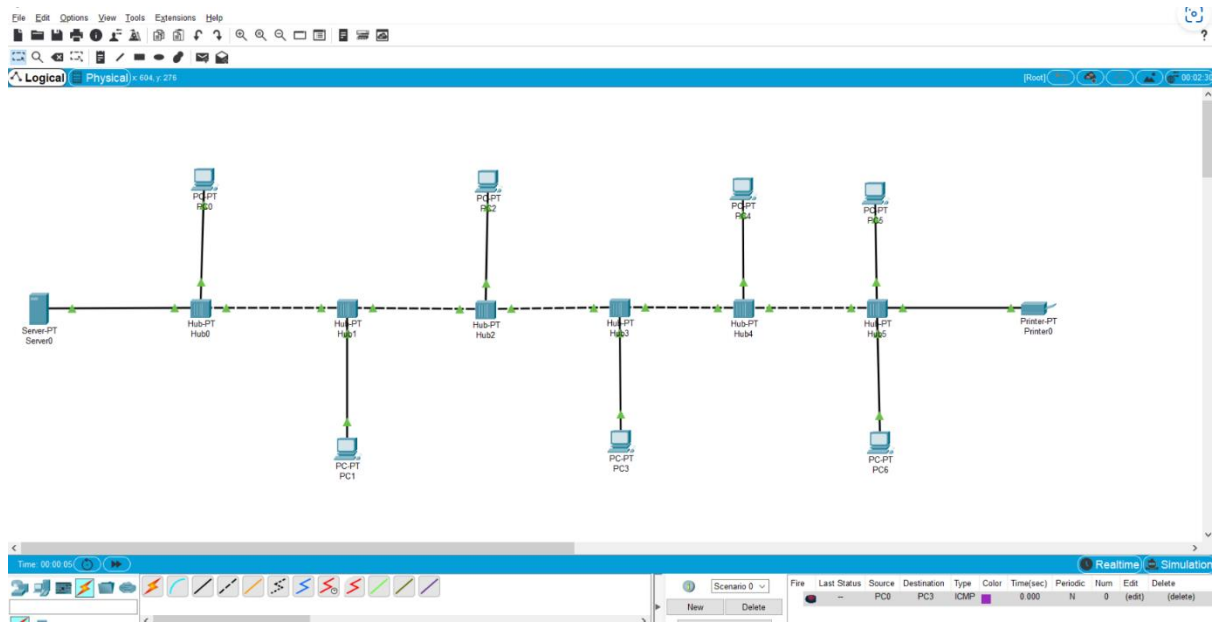 File Edit Options View Tools Extensions Help
?
Logical Physical x: 604, y: 276 [Root] 00:02:30
PC-PT
PC0
PC-PT
PC2
PC-PT
PC4
PC-PT
PC5
Server-PT
Server0
Hub-PT
Hub0
Hub-PT
Hub1
Hub-PT
Hub2
Hub-PT
Hub3
Hub-PT
Hub4
Hub-PT
Hub5
Printer-PT
Printer0
PC-PT
PC1
PC-PT
PC3
PC-PT
PC6
Time: 00:00:05 Realtime Simulation
Scenario 0 Fire Last Status Source Destination Type Color Time(sec) Periodic Num Edit Delete
-- PC0 PC3 ICMP 0.000 N 0 (edit) (delete)
New Delete